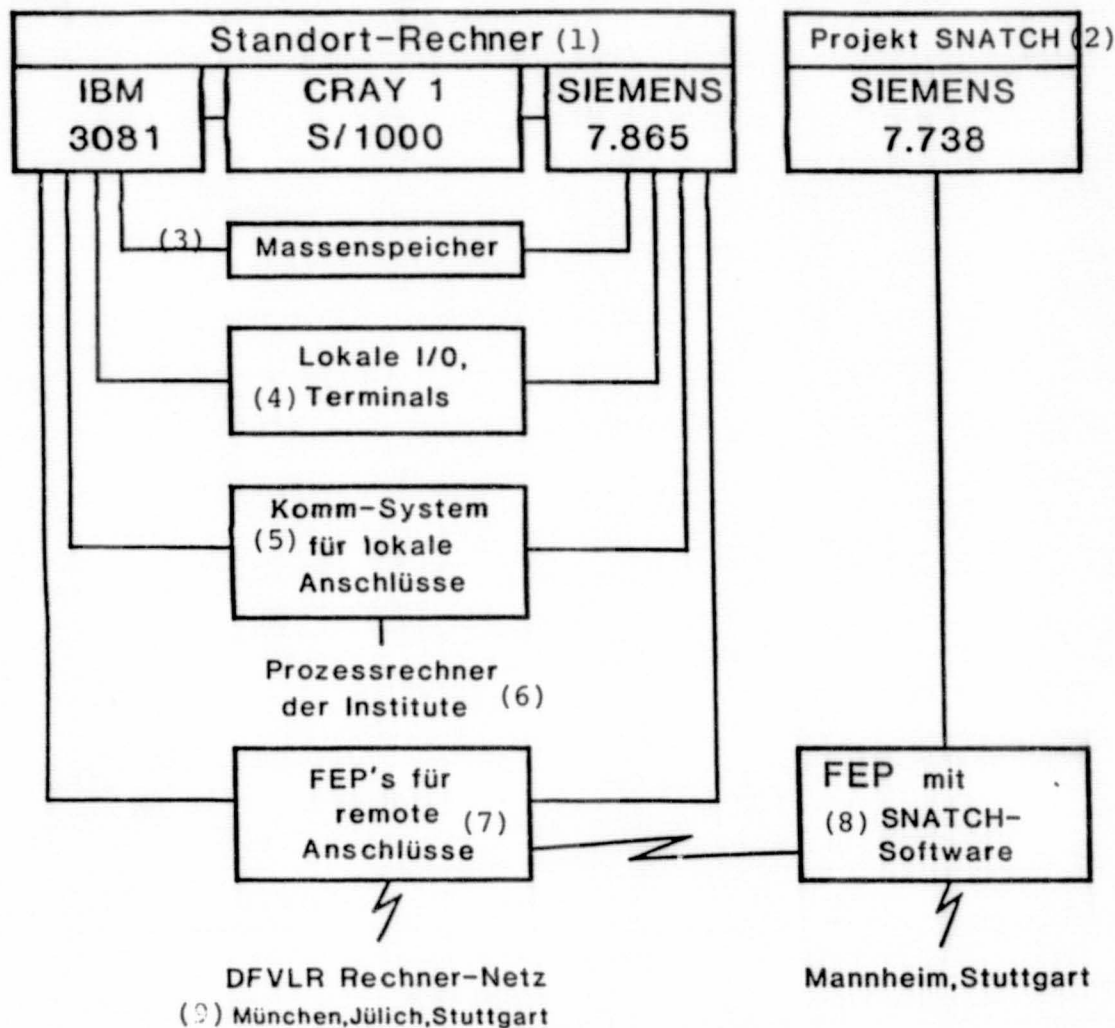 Standort-Rechner (1)
Projekt SNATCH (2)
IBM
3081
CRAY 1
S/1000
SIEMENS
7.865
SIEMENS
7.738
(3) Massenspeicher
Lokale I/O,
(4) Terminals
Komm-System
(5) für lokale
Anschlüsse
Prozessrechner
der Institute (6)
FEP's für
remote (7)
Anschlüsse
FEP mit
(8) SNATCH-
Software
DFVLR Rechner-Netz
(9) München,Jülich,Stuttgart
Mannheim,Stuttgart